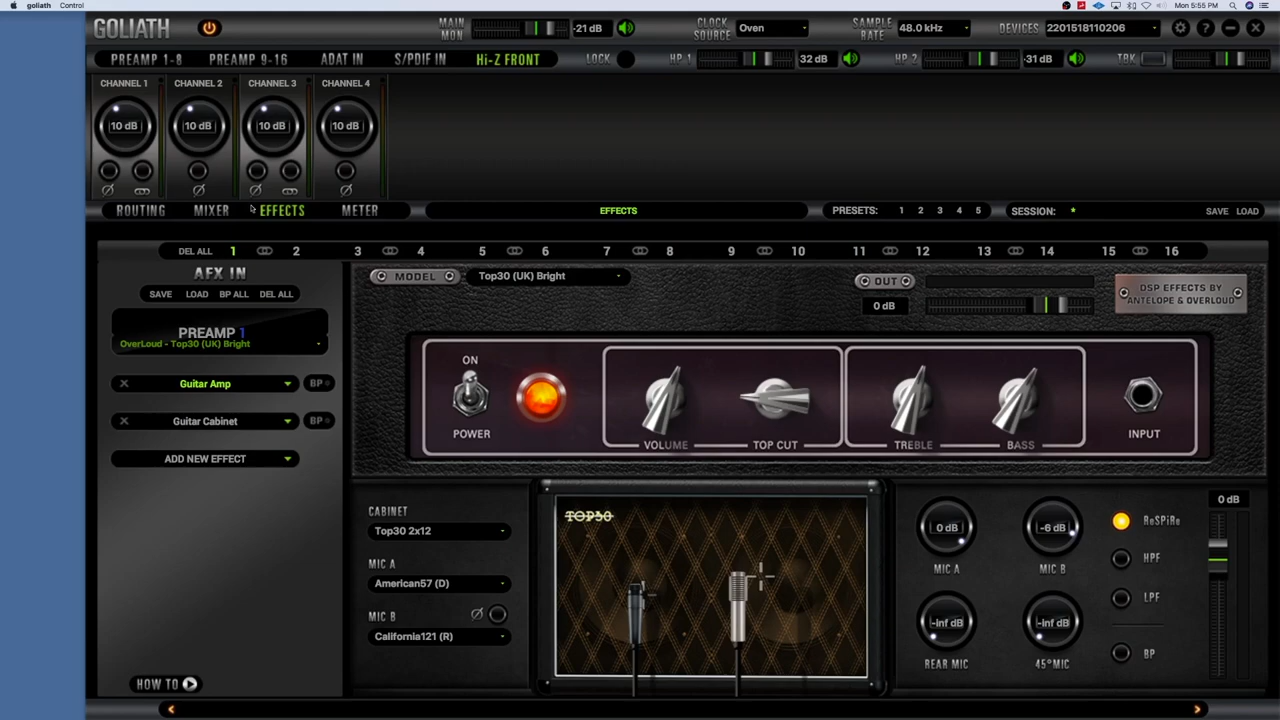 goliath Control Mon 5:55 PM
GOLIATH MAIN MON -21 dB CLOCK SOURCE Oven SAMPLE RATE 48.0 kHz DEVICES 2201518110206
PREAMP 1-8 PREAMP 9-16 ADAT IN S/PDIF IN Hi-Z FRONT LOCK HP 1 32 dB HP 2 -31 dB TBK
CHANNEL 1 CHANNEL 2 CHANNEL 3 CHANNEL 4
10 dB 10 dB 10 dB 10 dB
ROUTING MIXER EFFECTS METER EFFECTS PRESETS: 1 2 3 4 5 SESSION: * SAVE LOAD
DEL ALL 1 2 3 4 5 6 7 8 9 10 11 12 13 14 15 16
AFX IN
SAVE LOAD BP ALL DEL ALL
PREAMP 1
OverLoud - Top30 (UK) Bright
Guitar Amp BP
Guitar Cabinet BP
ADD NEW EFFECT
HOW TO
MODEL Top30 (UK) Bright
OUT
0 dB
DSP EFFECTS BY
ANTELOPE & OVERLOUD
ON
POWER
VOLUME TOP CUT TREBLE BASS INPUT
CABINET
Top30 2x12
MIC A
American57 (D)
MIC B
California121 (R)
TOP30
0 dB -6 dB
MIC A MIC B
-inf dB -inf dB
REAR MIC 45°MIC
ReSPiRe
HPF
LPF
BP
0 dB